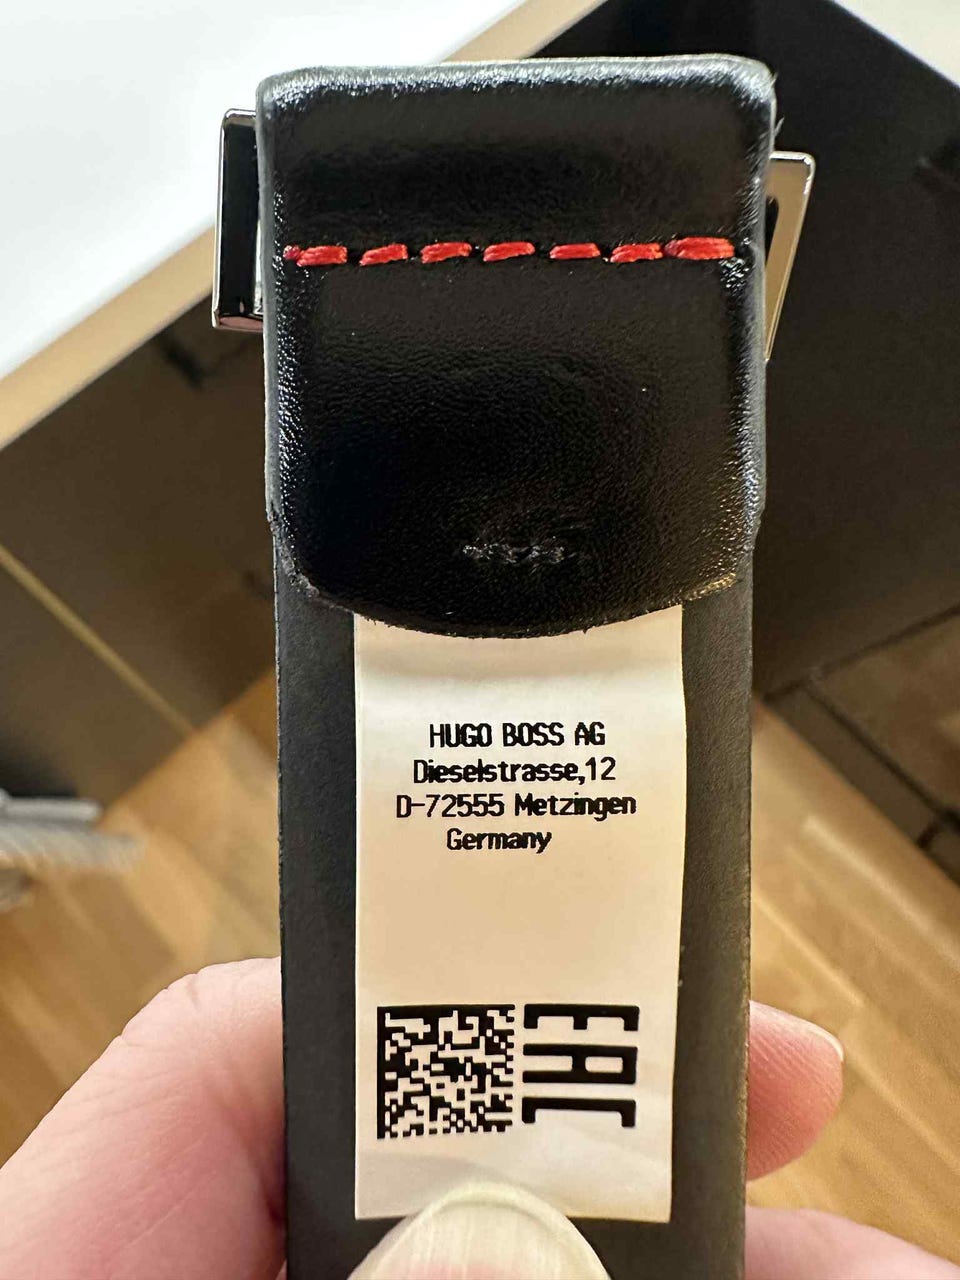 HUGO BOSS AG
Dieselstrasse,12
D-72555 Metzingen
Germany
EAC